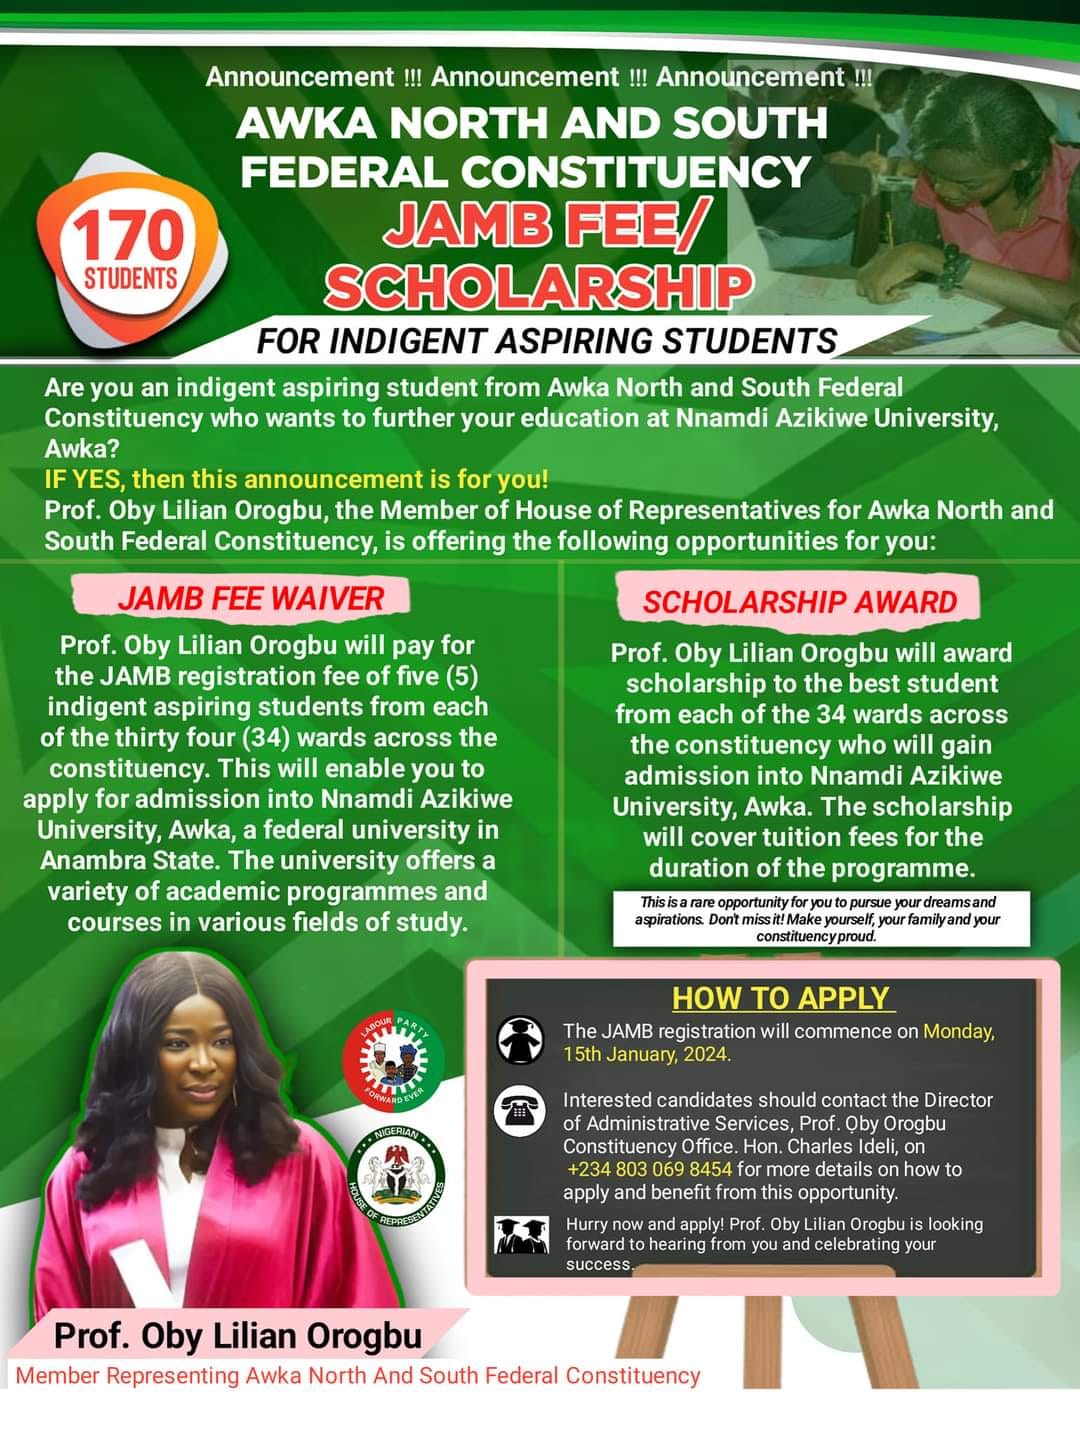 Announcement !!! Announcement !!! Announcement !!!
AWKA NORTH AND SOUTH
FEDERAL CONSTITUENCY
JAMB FEE/
SCHOLARSHIP
170
STUDENTS
FOR INDIGENT ASPIRING STUDENTS
Are you an indigent aspiring student from Awka North and South Federal
Constituency who wants to further your education at Nnamdi Azikiwe University,
Awka?
IF YES, then this announcement is for you!
Prof. Oby Lilian Orogbu, the Member of House of Representatives for Awka North and
South Federal Constituency, is offering the following opportunities for you:
JAMB FEE WAIVER
Prof. Oby Lilian Orogbu will pay for
the JAMB registration fee of five (5)
indigent aspiring students from each
of the thirty four (34) wards across the
constituency. This will enable you to
apply for admission into Nnamdi Azikiwe
University, Awka, a federal university in
Anambra State. The university offers a
variety of academic programmes and
courses in various fields of study.
SCHOLARSHIP AWARD
Prof. Oby Lilian Orogbu will award
scholarship to the best student
from each of the 34 wards across
the constituency who will gain
admission into Nnamdi Azikiwe
University, Awka. The scholarship
will cover tuition fees for the
duration of the programme.
This is a rare opportunity for you to pursue your dreams and
aspirations. Don't miss it! Make yourself, your family and your
constituency proud.
LABOUR PARTY
FORWARD EVER
NIGERIAN
HOUSE OF REPRESENTATIVES
HOW TO APPLY
The JAMB registration will commence on Monday,
15th January, 2024.
Interested candidates should contact the Director
of Administrative Services, Prof. Ọby Orogbu
Constituency Office. Hon. Charles Ideli, on
+234 803 069 8454 for more details on how to
apply and benefit from this opportunity.
Hurry now and apply! Prof. Oby Lilian Orogbu is looking
forward to hearing from you and celebrating your
success.
Prof. Oby Lilian Orogbu
Member Representing Awka North And South Federal Constituency